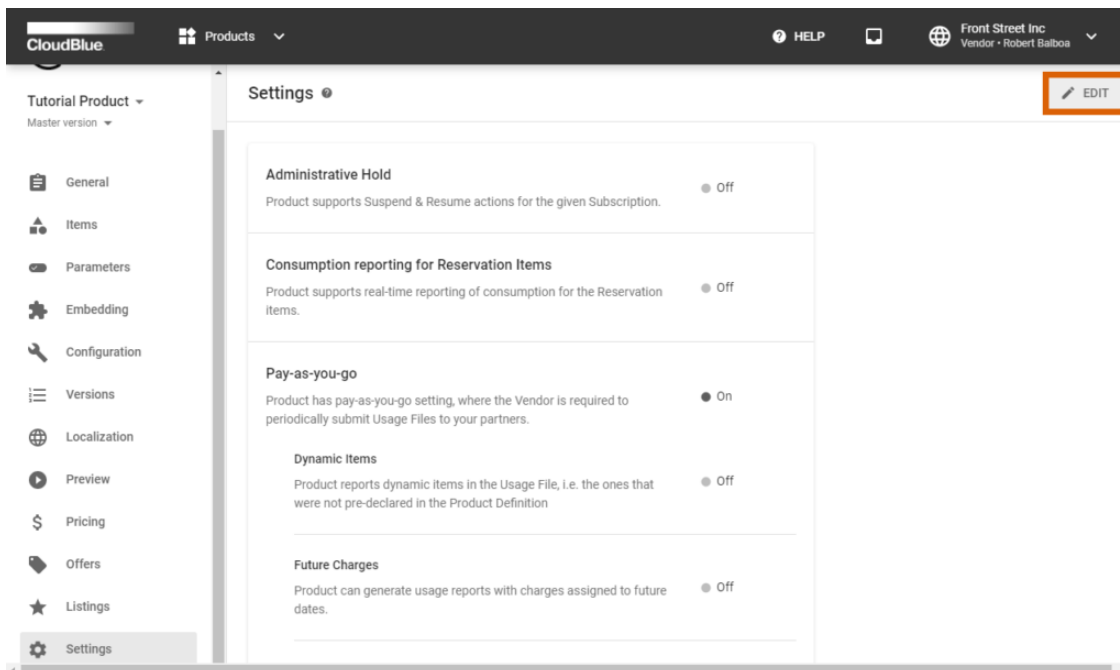 CloudBlue.
Products
HELP
Front Street Inc
Vendor • Robert Balboa
Tutorial Product
Master version
General
Items
Parameters
Embedding
Configuration
Versions
Localization
Preview
Pricing
Offers
Listings
Settings
Settings
EDIT
Administrative Hold
Product supports Suspend & Resume actions for the given Subscription.
Off
Consumption reporting for Reservation Items
Product supports real-time reporting of consumption for the Reservation
items.
Off
Pay-as-you-go
Product has pay-as-you-go setting, where the Vendor is required to
periodically submit Usage Files to your partners.
On
Dynamic Items
Product reports dynamic items in the Usage File, i.e. the ones that
were not pre-declared in the Product Definition
Off
Future Charges
Product can generate usage reports with charges assigned to future
dates.
Off